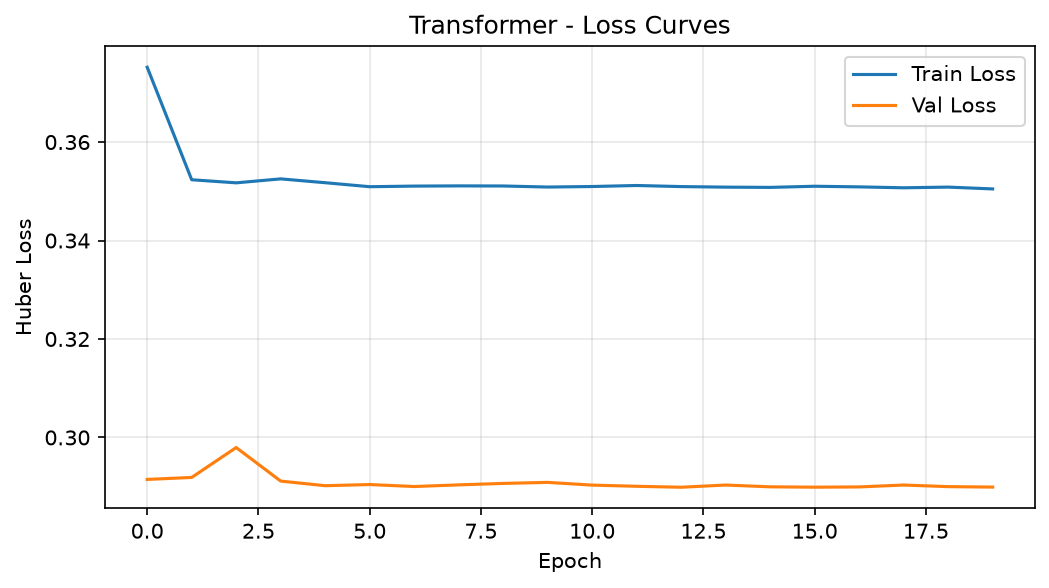 Transformer - Loss Curves
Train Loss
Val Loss
Huber Loss
0.36
0.34
0.32
0.30
0.0 2.5 5.0 7.5 10.0 12.5 15.0 17.5
Epoch